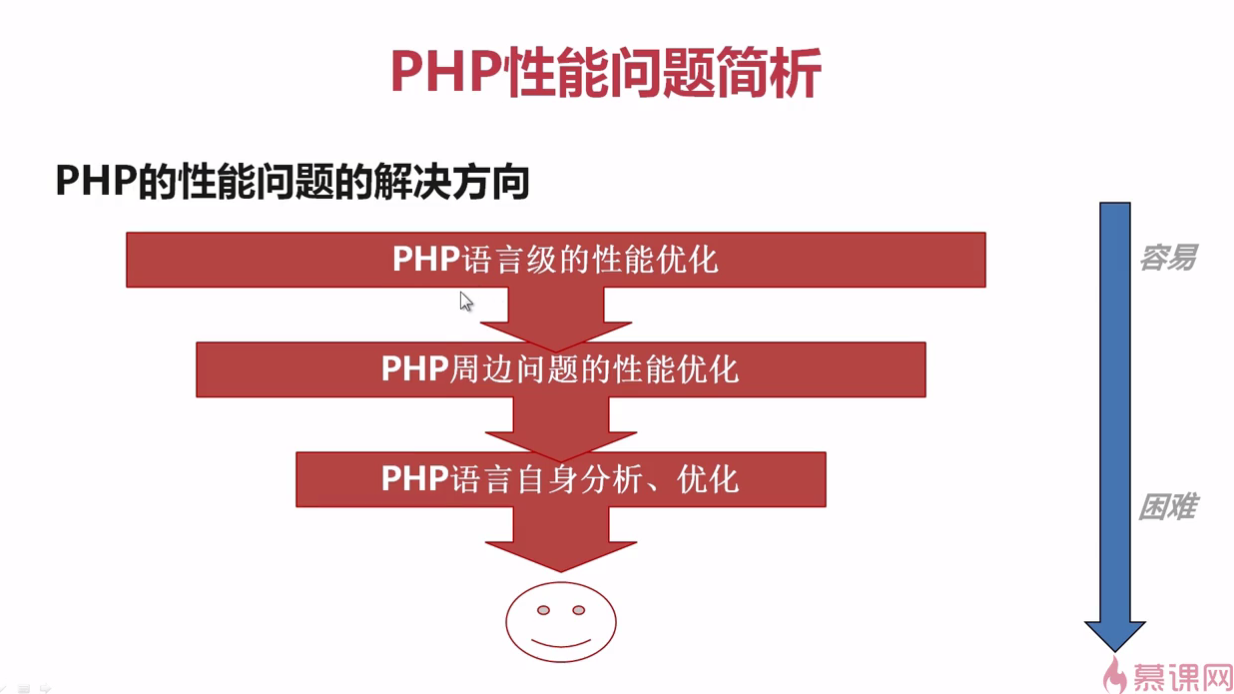 PHP性能问题简析
PHP的性能问题的解决方向
PHP语言级的性能优化
容易
PHP周边问题的性能优化
PHP语言自身分析、优化
困难
慕课网